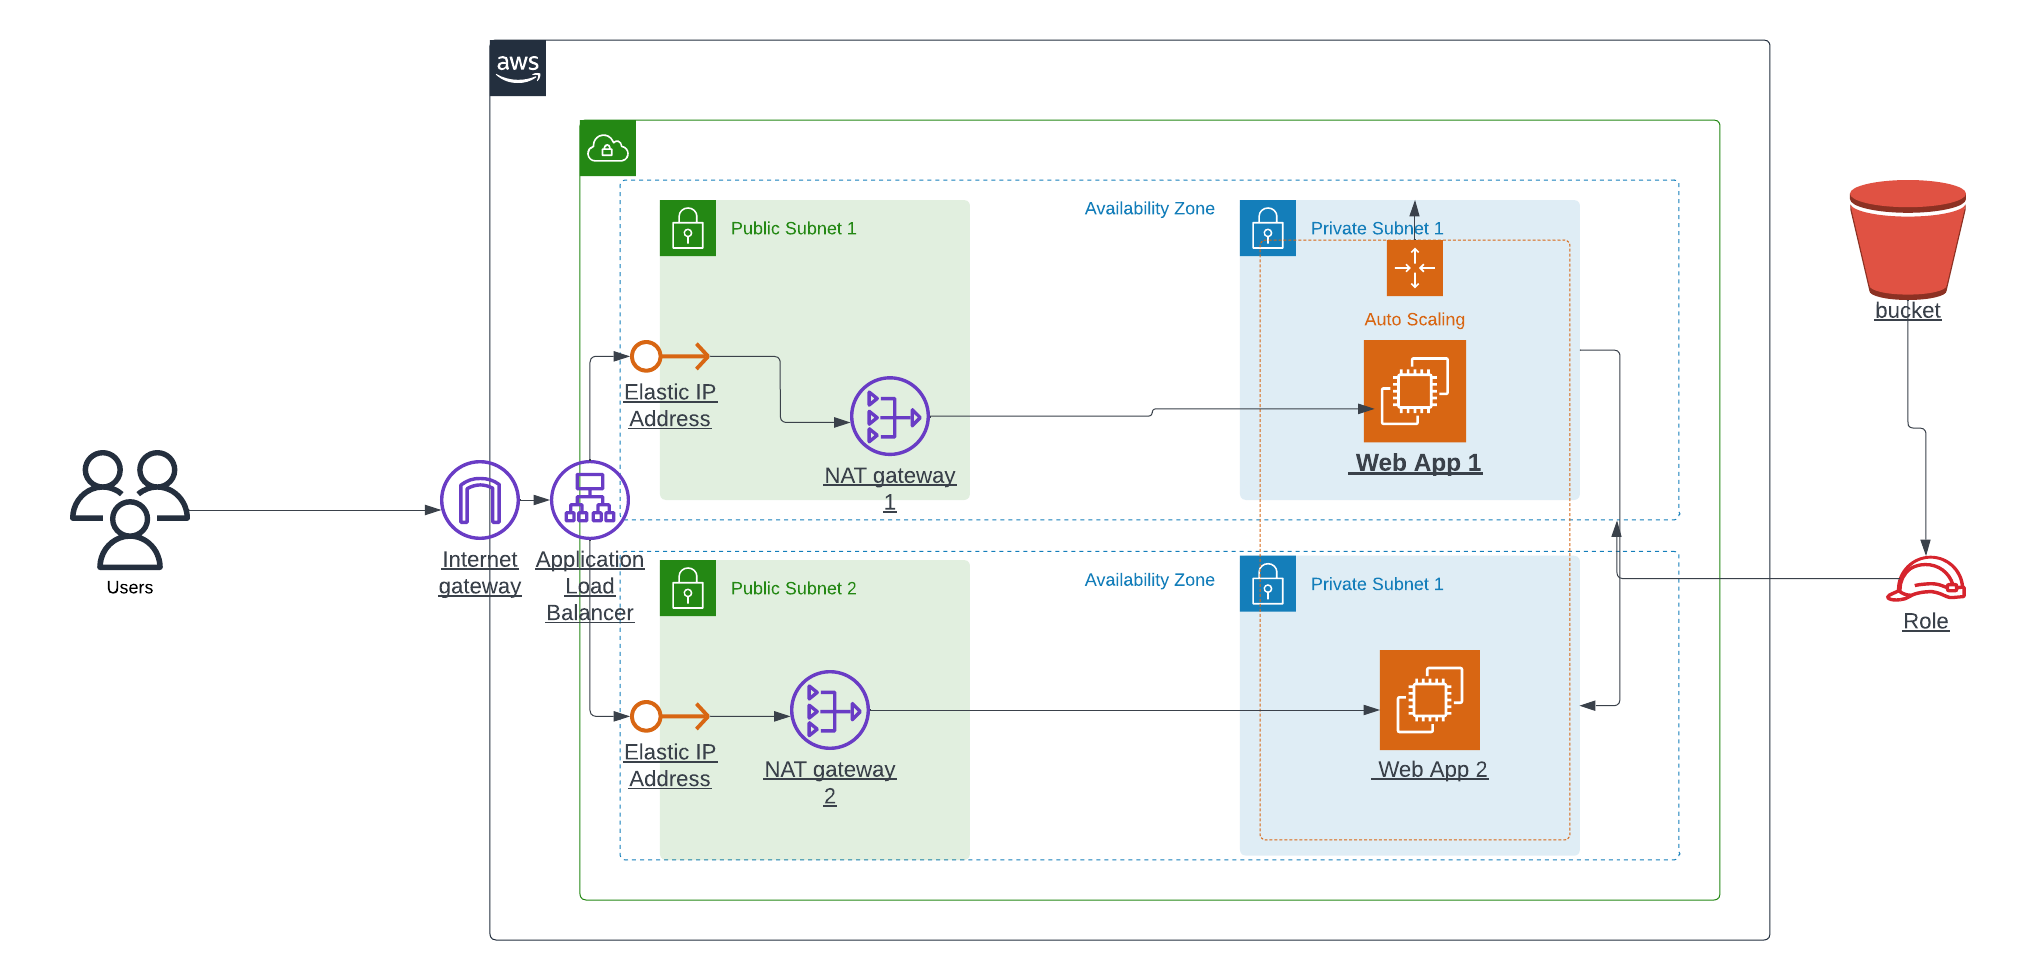 aws
Availability Zone
Public Subnet 1
Private Subnet 1
Auto Scaling
Elastic IP
Address
NAT gateway
1
Web App 1
bucket
Users
Internet
gateway
Application
Load
Balancer
Availability Zone
Public Subnet 2
Private Subnet 1
Role
Elastic IP
Address
NAT gateway
2
Web App 2